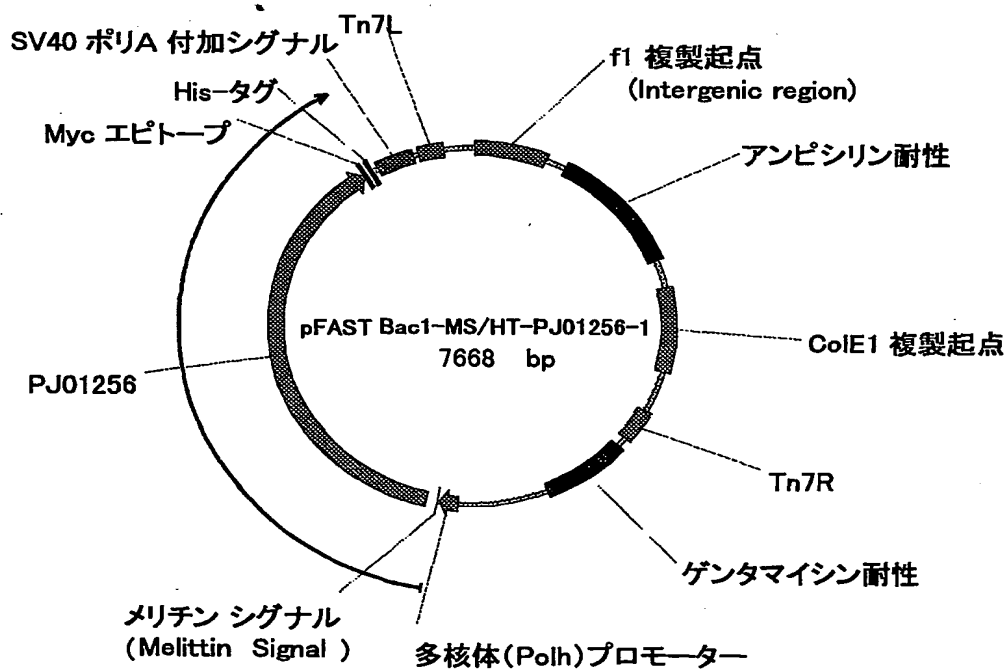 Tn7L
SV40 ポリA 付加シグナル
His-タグ
Myc エピトープ
f1 複製起点
(Intergenic region)
アンピシリン耐性
pFAST Bac1-MS/HT-PJ01256-1
7668 bp
ColE1 複製起点
PJ01256
Tn7R
ゲンタマイシン耐性
メリチン シグナル
(Melittin Signal )
多核体(Polh)プロモーター